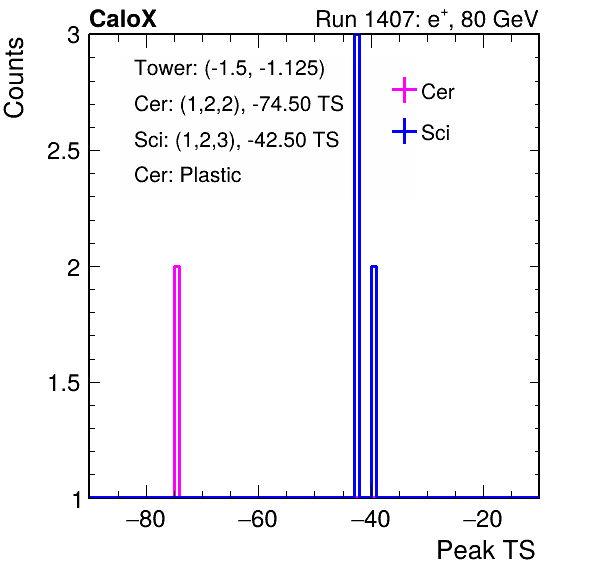 CaloX Run 1407: e⁺, 80 GeV
Counts
3
2.5
2
1.5
1
Tower: (-1.5, -1.125)
Cer: (1,2,2), -74.50 TS
Sci: (1,2,3), -42.50 TS
Cer: Plastic
Cer
Sci
−80 −60 −40 −20
Peak TS